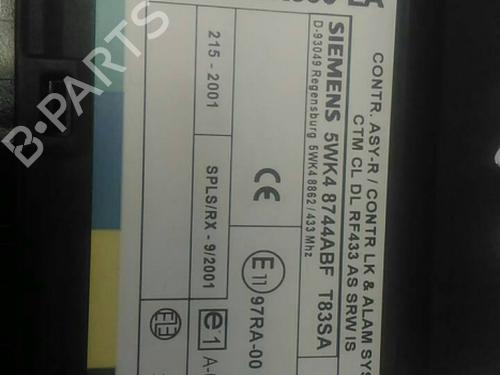 CONTR. ASY-R / CONTR LK & ALAM SYS
CTM CL DL RF433 AS SRW IS
SIEMENS 5WK4 8744ABF T83SA
D-93049 Regensburg 5WK4 8862 / 433 Mhz
CE E11 97RA-00
215 - 2001 SPLS/RX - 9/2001 e1
B-PARTS